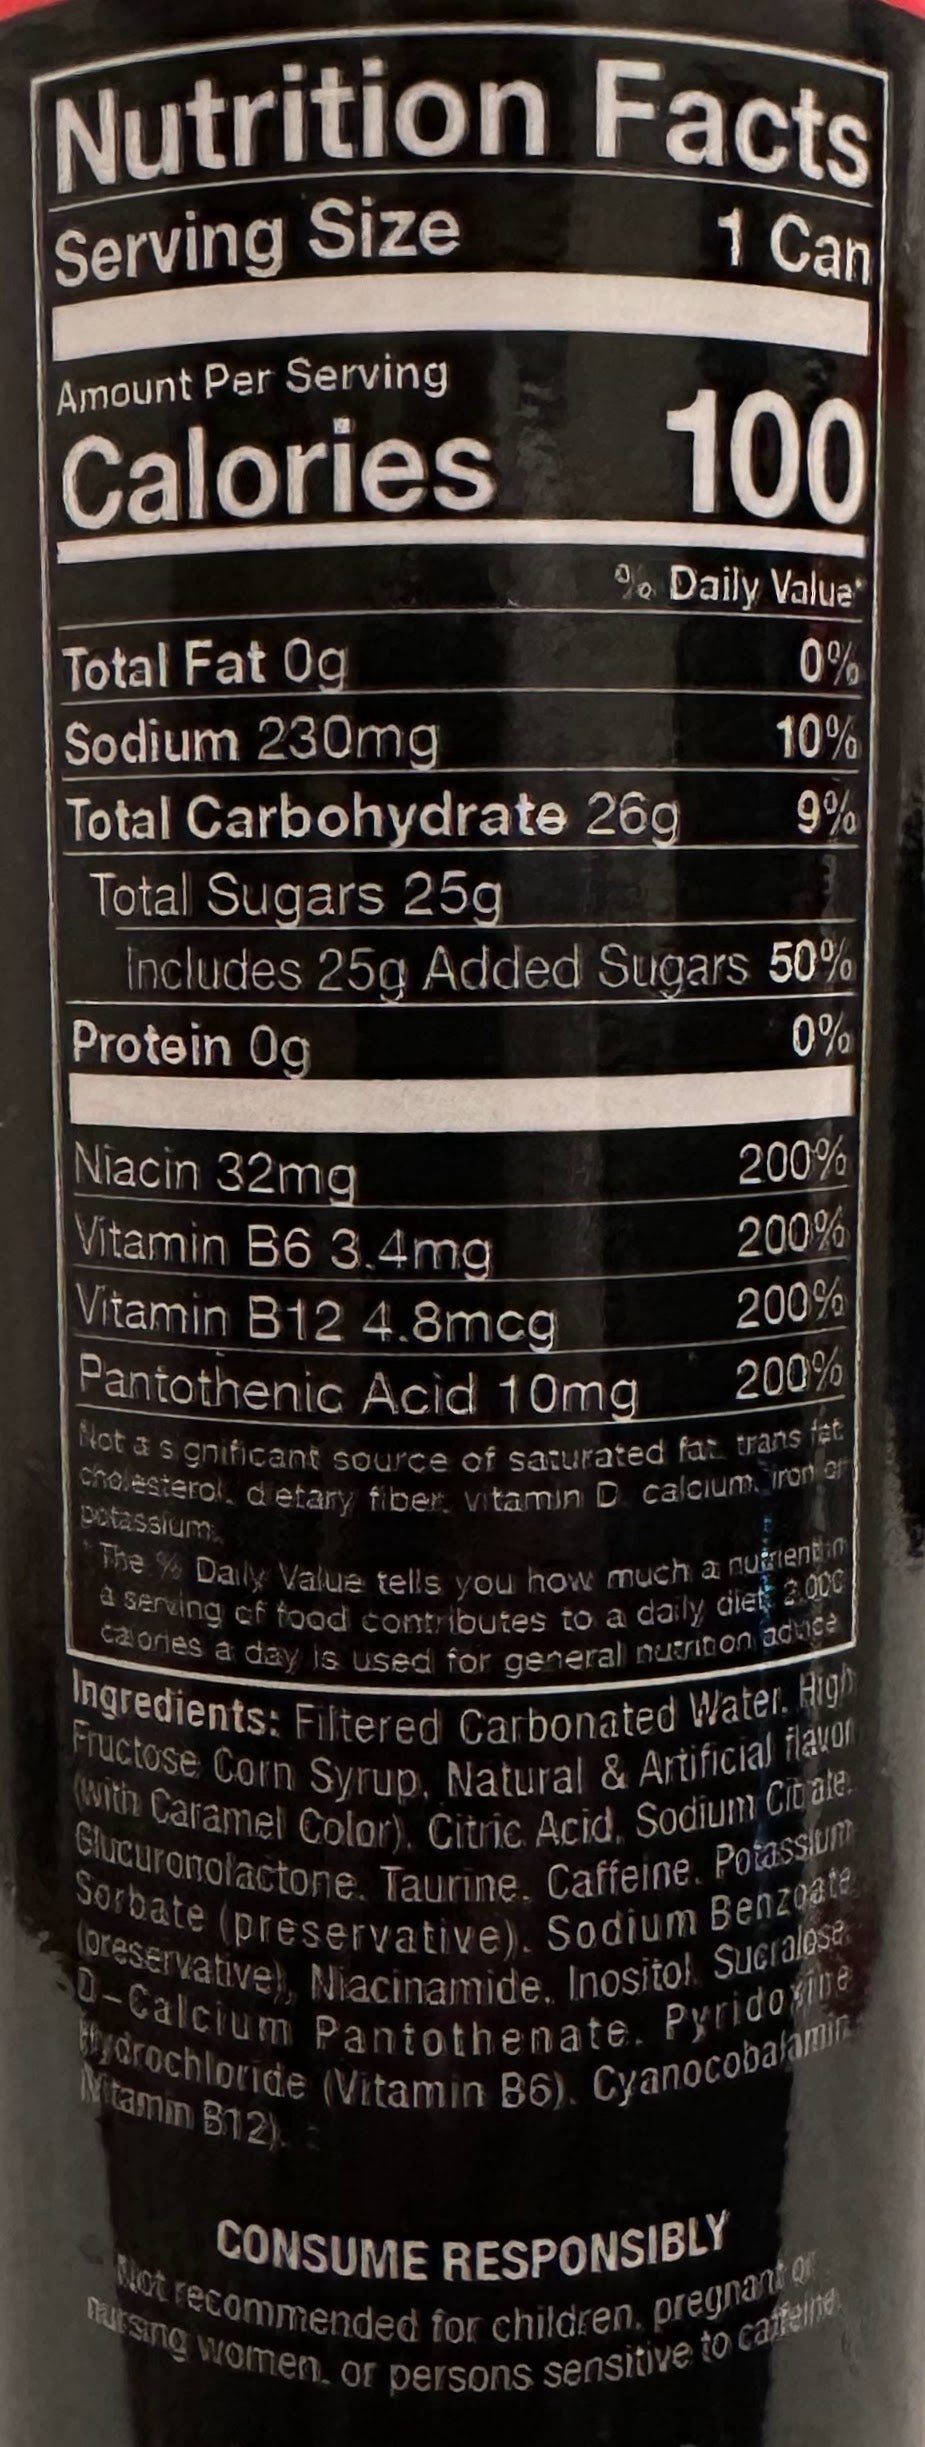 Nutrition Facts
Serving Size 1 Can
Amount Per Serving
Calories 100
% Daily Value*
Total Fat 0g 0%
Sodium 230mg 10%
Total Carbohydrate 26g 9%
Total Sugars 25g
Includes 25g Added Sugars 50%
Protein 0g 0%
Niacin 32mg 200%
Vitamin B6 3.4mg 200%
Vitamin B12 4.8mcg 200%
Pantothenic Acid 10mg 200%
Not a significant source of saturated fat, trans fat,
cholesterol, dietary fiber, vitamin D, calcium, iron or
potassium.
* The % Daily Value tells you how much a nutrient in
a serving of food contributes to a daily diet. 2,000
calories a day is used for general nutrition advice
Ingredients: Filtered Carbonated Water, High
Fructose Corn Syrup, Natural & Artificial flavor
(with Caramel Color), Citric Acid, Sodium Citrate,
Glucuronolactone, Taurine, Caffeine, Potassium
Sorbate (preservative), Sodium Benzoate
(preservative), Niacinamide, Inositol, Sucralose,
D-Calcium Pantothenate, Pyridoxine
Hydrochloride (Vitamin B6), Cyanocobalamin
(Vitamin B12).
CONSUME RESPONSIBLY
Not recommended for children, pregnant or
nursing women, or persons sensitive to caffeine.